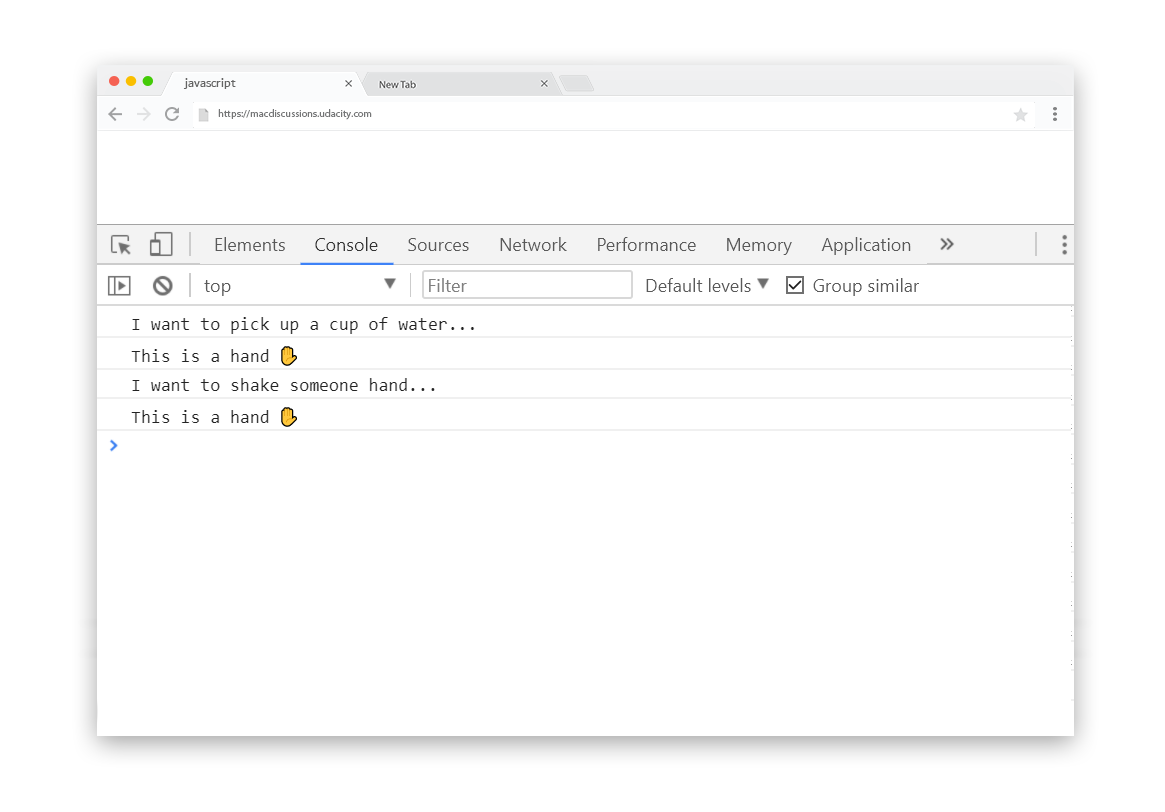 javascript
New Tab
https://macdiscussions.udacity.com
Elements Console Sources Network Performance Memory Application
top Filter Default levels Group similar
I want to pick up a cup of water...
This is a hand ✋
I want to shake someone hand...
This is a hand ✋